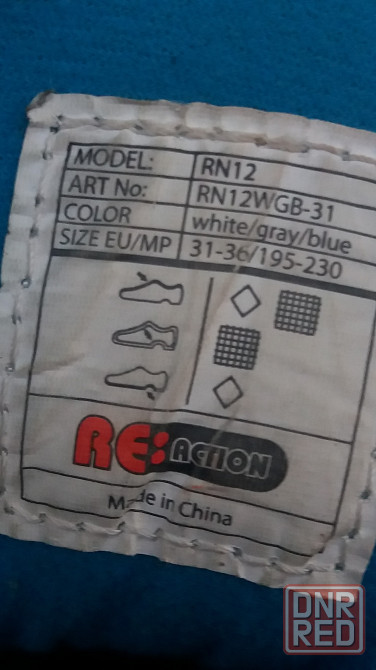 MODEL: RN12
ART No: RN12WGB-31
COLOR white/gray/blue
SIZE EU/MP 31-36/195-230
RE:ACTION
Made in China
DNR
RED